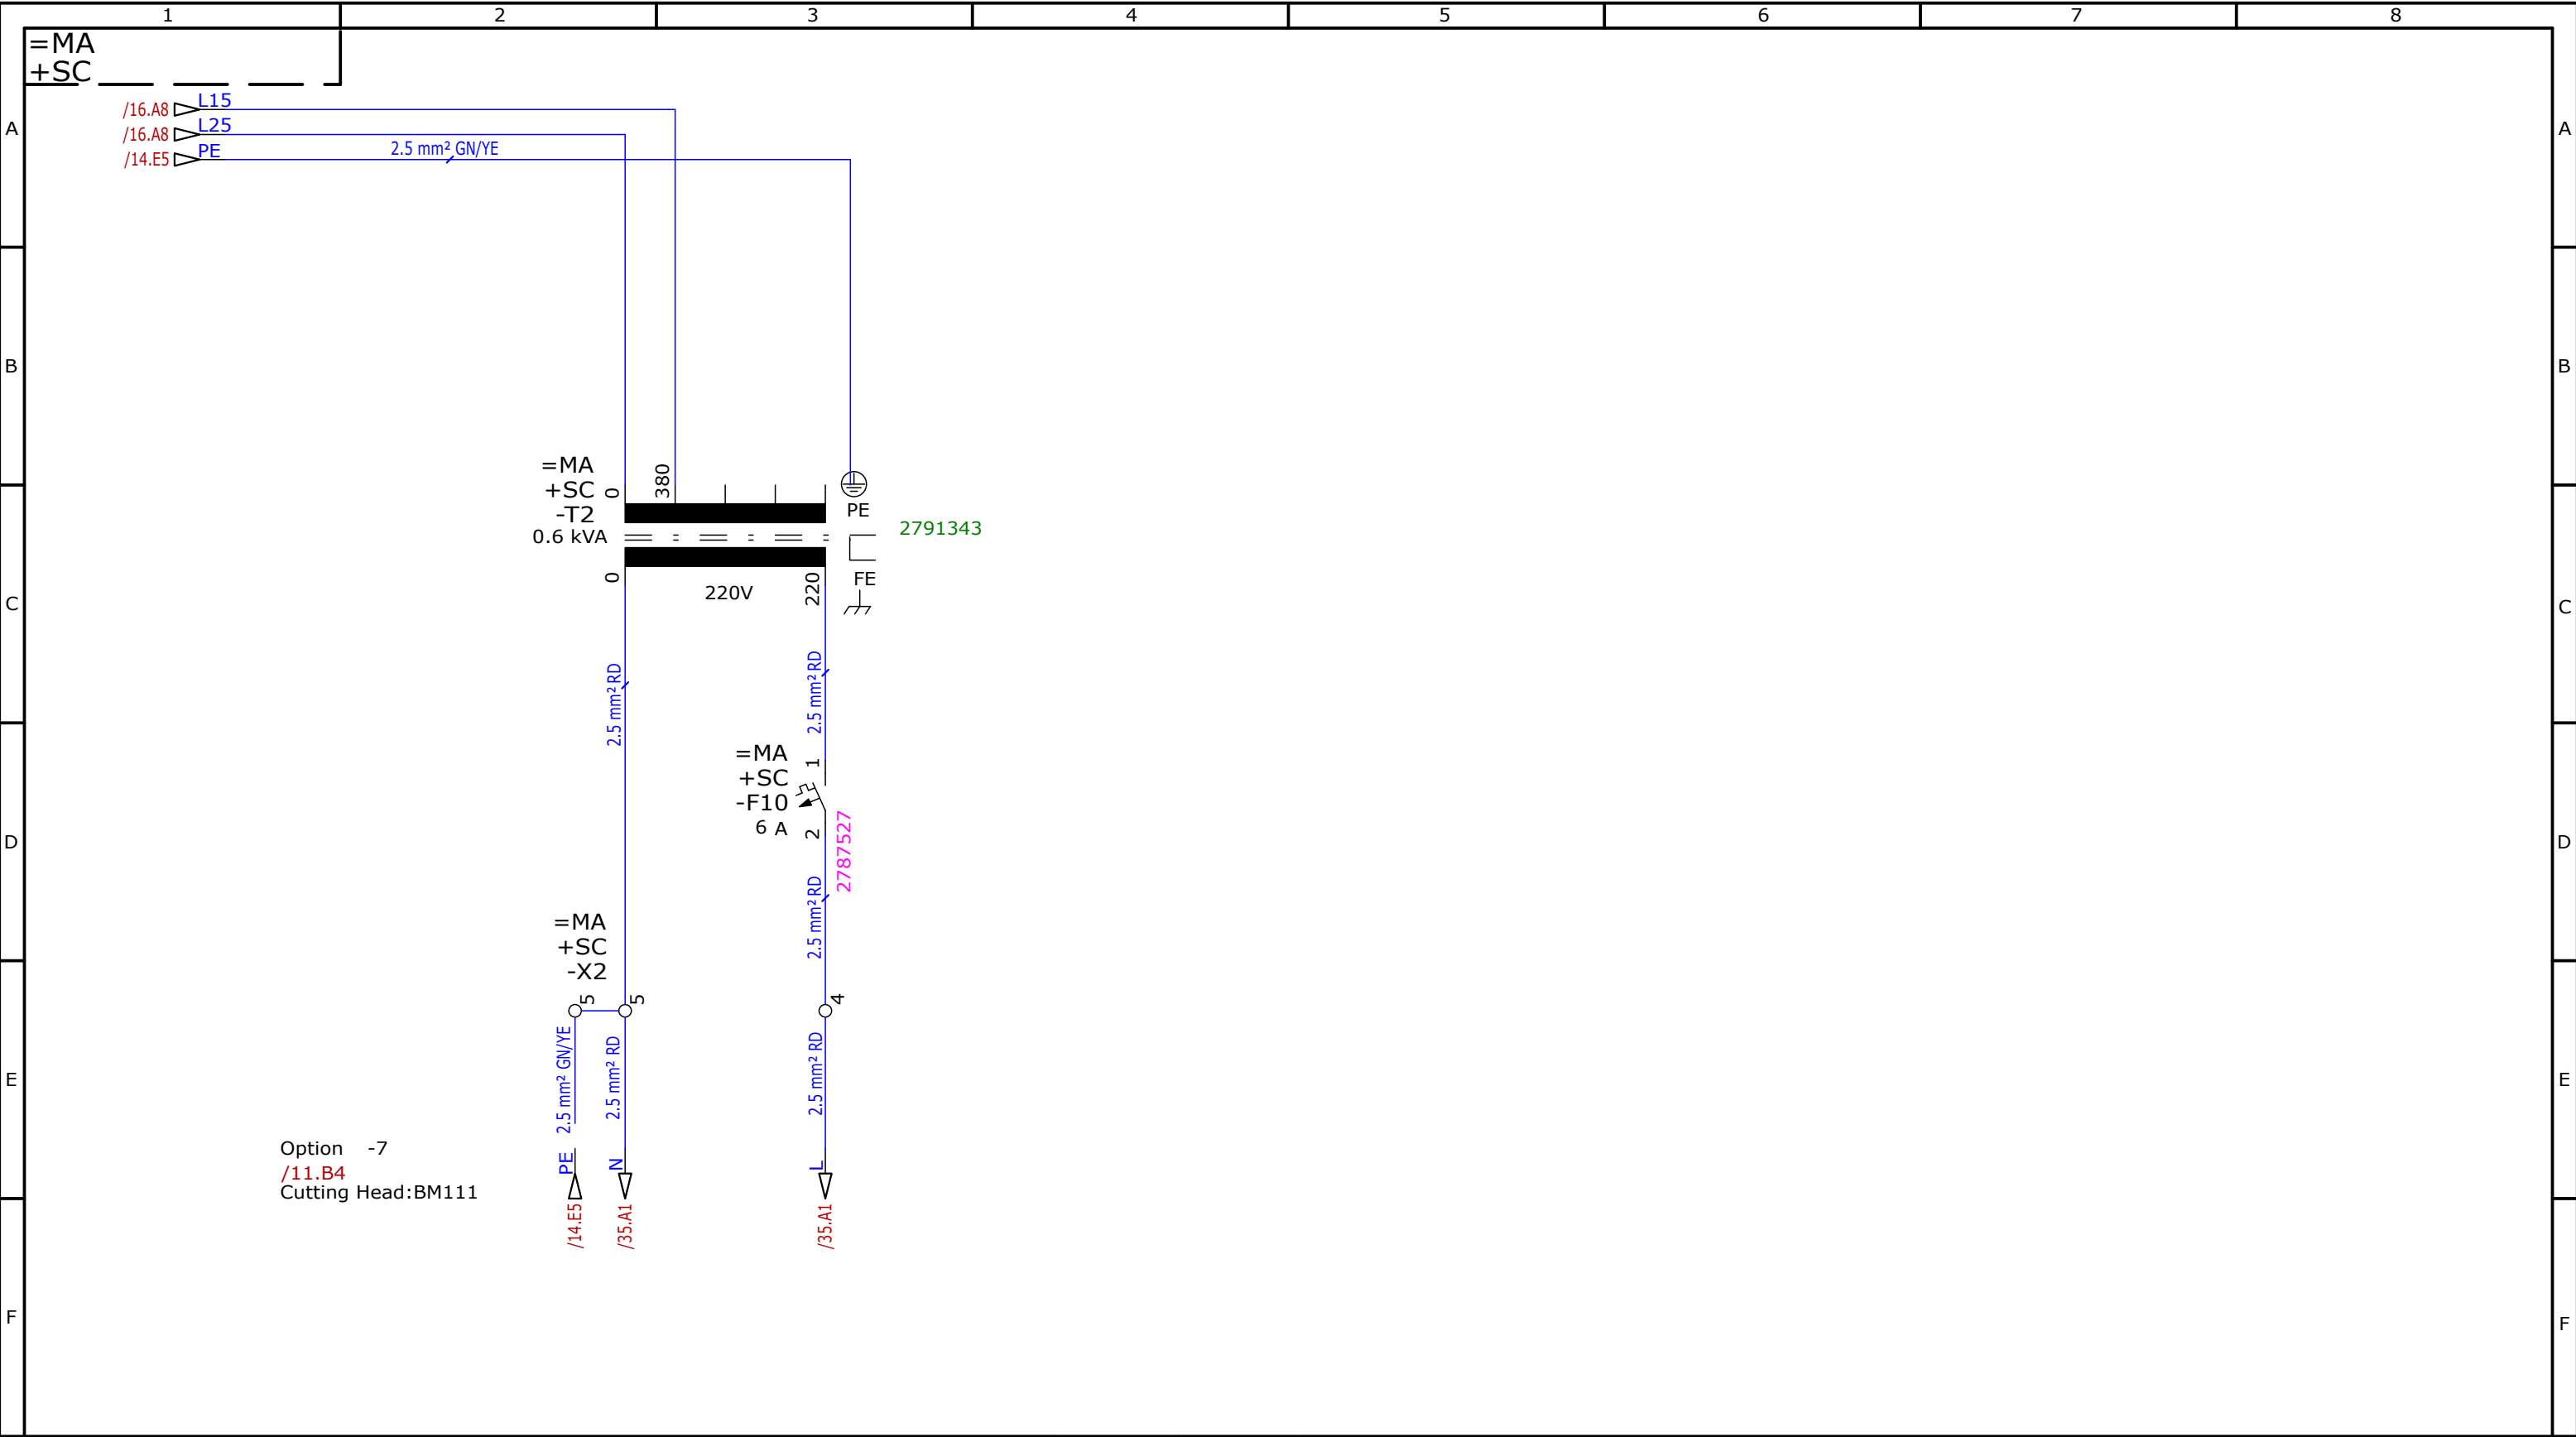 1 2 3 4 5 6 7 8
=MA
+SC
/16.A8 L15
/16.A8 L25
/14.E5 PE 2.5 mm² GN/YE
A A
B B
=MA
+SC
-T2
0.6 kVA
0 380
PE
2791343
FE
0 220V 220
C C
2.5 mm² RD 2.5 mm² RD
=MA
+SC
-F10
6 A
1
2
2787527
D D
2.5 mm² RD
=MA
+SC
-X2
5 5 4
2.5 mm² GN/YE 2.5 mm² RD 2.5 mm² RD
E E
Option -7
/11.B4
Cutting Head:BM111
PE N L
/14.E5 /35.A1 /35.A1
F F